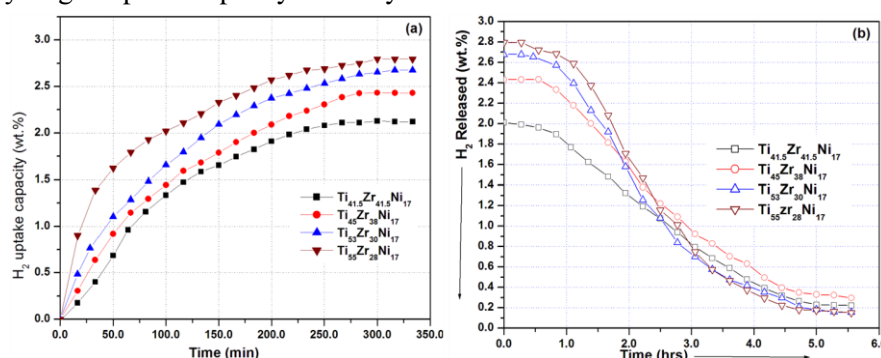 (a)
H₂ uptake capacity (wt.%)
3.0
2.5
2.0
1.5
1.0
0.5
0.0
Ti₄₁.₅Zr₄₁.₅Ni₁₇
Ti₄₅Zr₃₈Ni₁₇
Ti₅₃Zr₃₀Ni₁₇
Ti₅₅Zr₂₈Ni₁₇
0.0 50.0 100.0 150.0 200.0 250.0 300.0 350.0
Time (min)
(b)
H₂ Released (wt.%)
3.0
2.8
2.6
2.4
2.2
2.0
1.8
1.6
1.4
1.2
1.0
0.8
0.6
0.4
0.2
0.0
Ti₄₁.₅Zr₄₁.₅Ni₁₇
Ti₄₅Zr₃₈Ni₁₇
Ti₅₃Zr₃₀Ni₁₇
Ti₅₅zr₂₈Ni₁₇
0.0 1.0 2.0 3.0 4.0 5.0
Time (hrs)